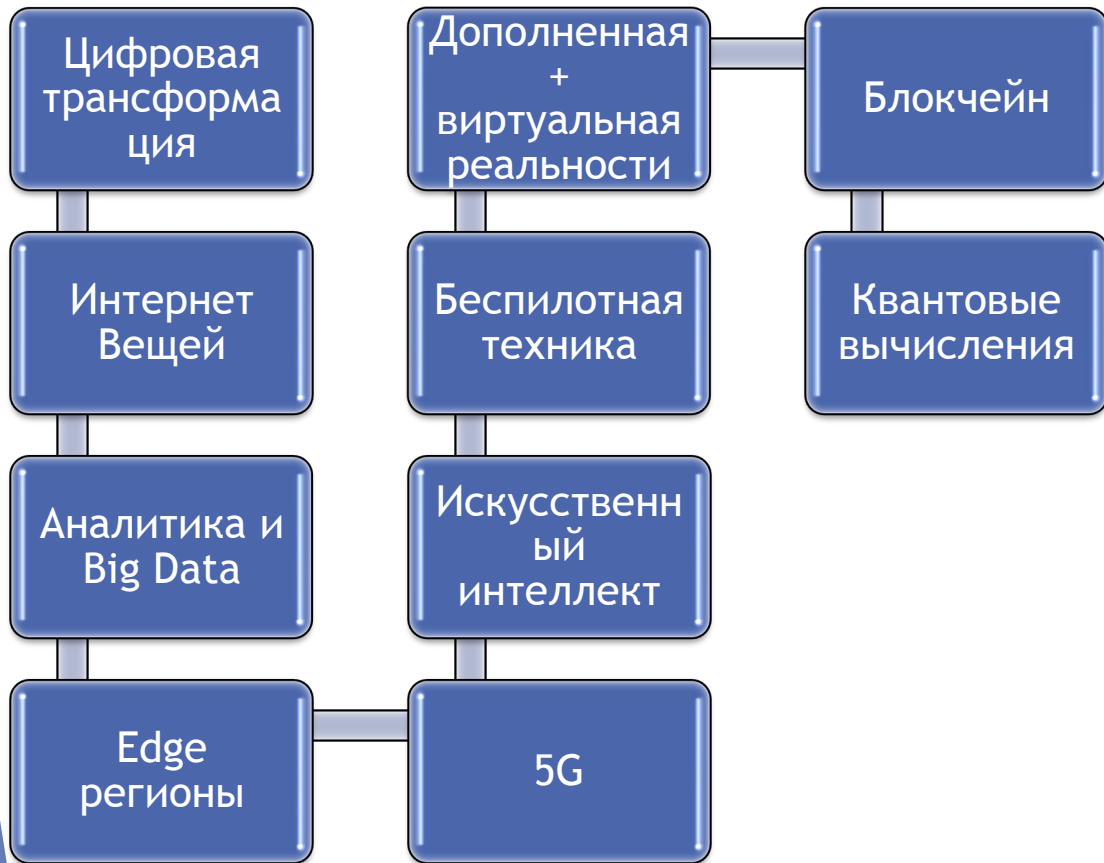 Цифровая
трансформа
ция
Интернет
Вещей
Аналитика и
Big Data
Edge
регионы
5G
Искусственн
ый
интеллект
Беспилотная
техника
Дополненная
+
виртуальная
реальности
Блокчейн
Квантовые
вычисления